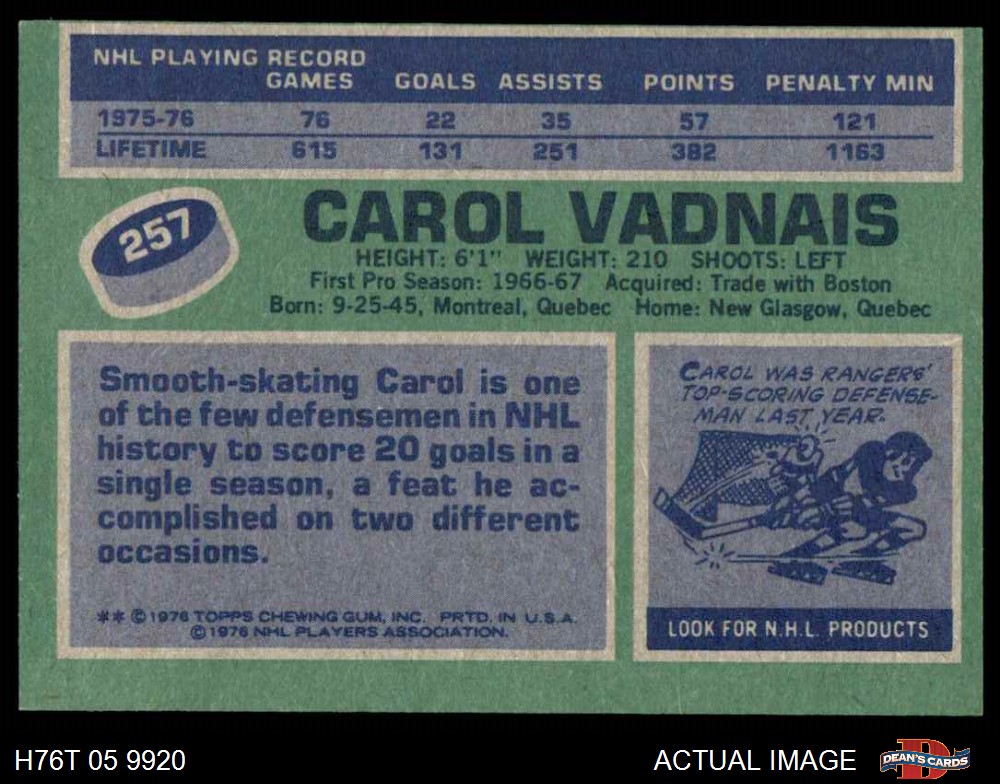 NHL PLAYING RECORD
GAMES GOALS ASSISTS POINTS PENALTY MIN
1975-76 76 22 35 57 121
LIFETIME 615 131 251 382 1163
257
CAROL VADNAIS
HEIGHT: 6'1" WEIGHT: 210 SHOOTS: LEFT
First Pro Season: 1966-67 Acquired: Trade with Boston
Born: 9-25-45, Montreal, Quebec Home: New Glasgow, Quebec
Smooth-skating Carol is one
of the few defensemen in NHL
history to score 20 goals in a
single season, a feat he ac-
complished on two different
occasions.
** © 1976 TOPPS CHEWING GUM, INC. PRTD. IN U.S.A.
© 1976 NHL PLAYERS ASSOCIATION.
CAROL WAS RANGERS'
TOP-SCORING DEFENSE-
MAN LAST YEAR.
LOOK FOR N.H.L. PRODUCTS
H76T 05 9920
ACTUAL IMAGE
D
DEAN'S CARDS